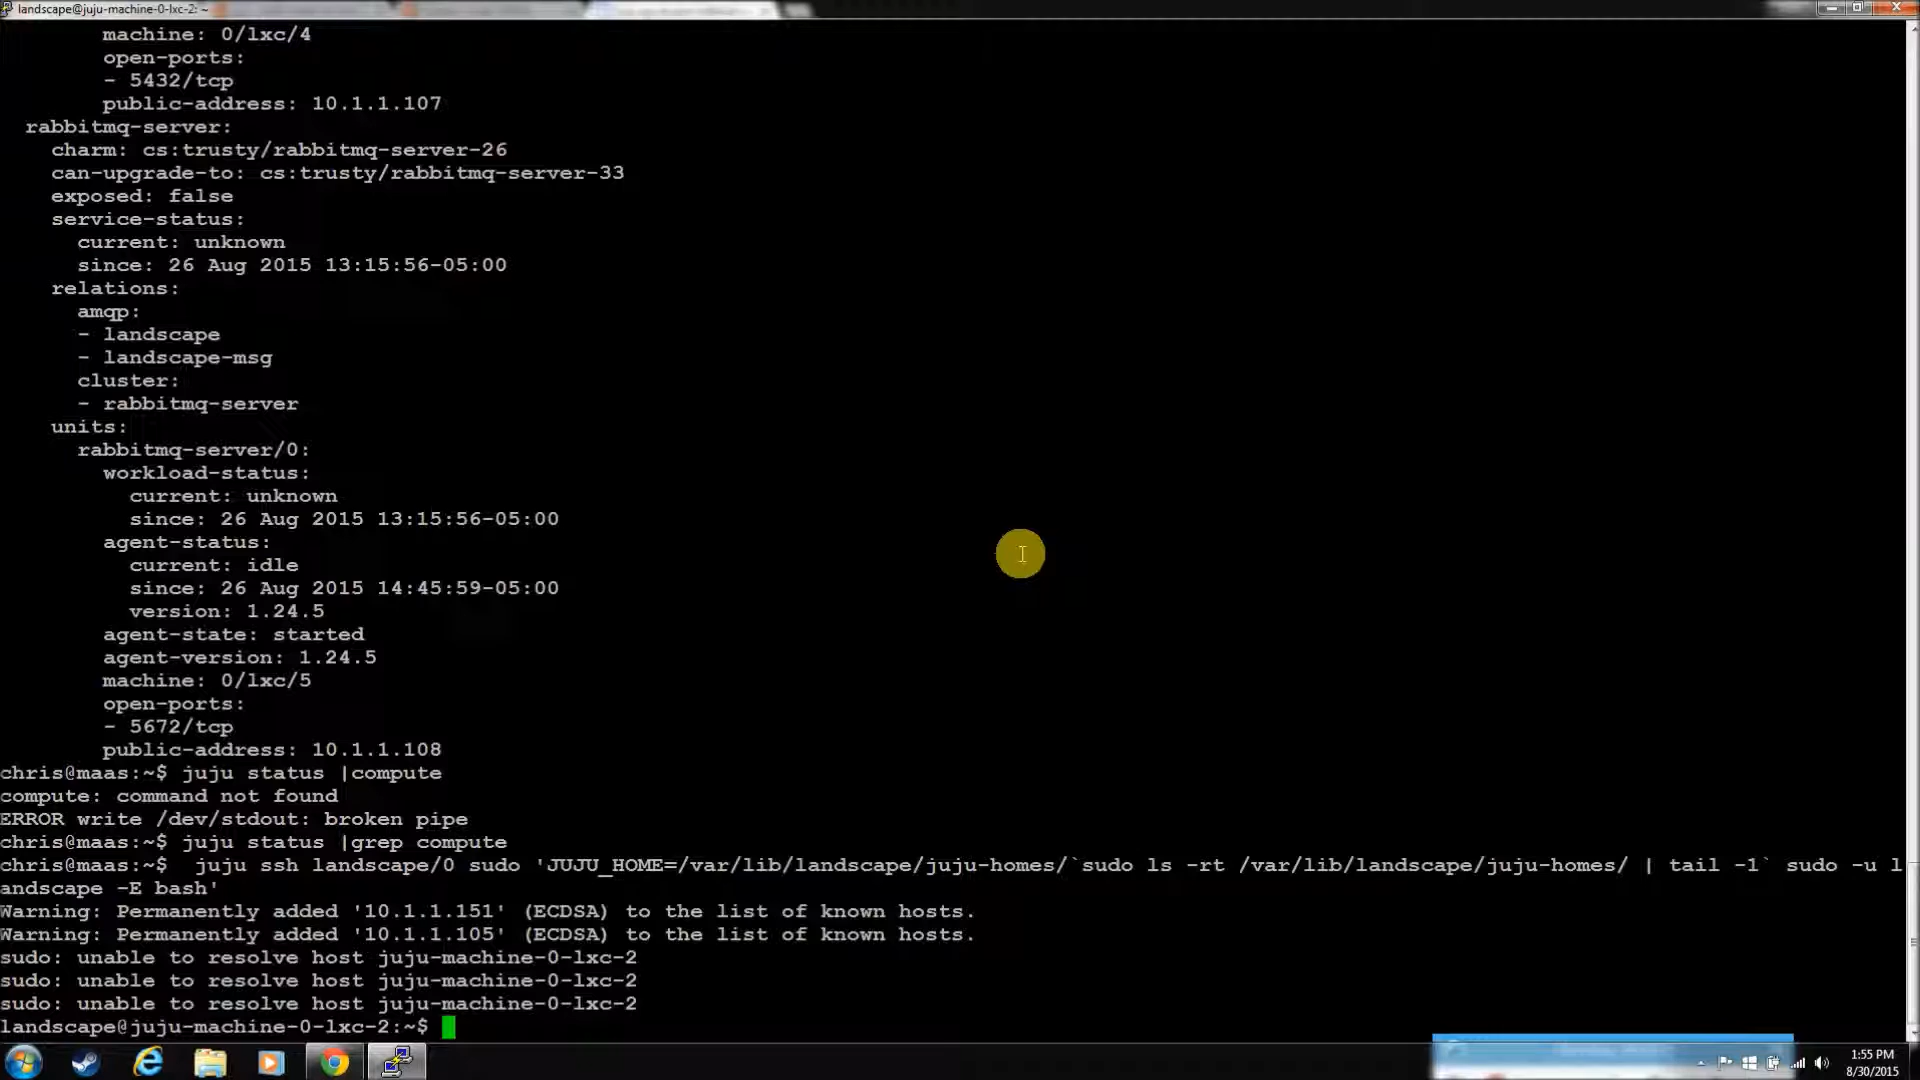 landscape@juju-machine-0-lxc-2: ~
machine: 0/lxc/4
open-ports:
- 5432/tcp
public-address: 10.1.1.107
rabbitmq-server:
charm: cs:trusty/rabbitmq-server-26
can-upgrade-to: cs:trusty/rabbitmq-server-33
exposed: false
service-status:
current: unknown
since: 26 Aug 2015 13:15:56-05:00
relations:
amqp:
- landscape
- landscape-msg
cluster:
- rabbitmq-server
units:
rabbitmq-server/0:
workload-status:
current: unknown
since: 26 Aug 2015 13:15:56-05:00
agent-status:
current: idle
since: 26 Aug 2015 14:45:59-05:00
version: 1.24.5
agent-state: started
agent-version: 1.24.5
machine: 0/lxc/5
open-ports:
- 5672/tcp
public-address: 10.1.1.108
chris@maas:~$ juju status |compute
compute: command not found
ERROR write /dev/stdout: broken pipe
chris@maas:~$ juju status |grep compute
chris@maas:~$  juju ssh landscape/0 sudo 'JUJU_HOME=/var/lib/landscape/juju-homes/`sudo ls -rt /var/lib/landscape/juju-homes/ | tail -1` sudo -u l
andscape -E bash'
Warning: Permanently added '10.1.1.151' (ECDSA) to the list of known hosts.
Warning: Permanently added '10.1.1.105' (ECDSA) to the list of known hosts.
sudo: unable to resolve host juju-machine-0-lxc-2
sudo: unable to resolve host juju-machine-0-lxc-2
sudo: unable to resolve host juju-machine-0-lxc-2
landscape@juju-machine-0-lxc-2:~$
1:55 PM
8/30/2015